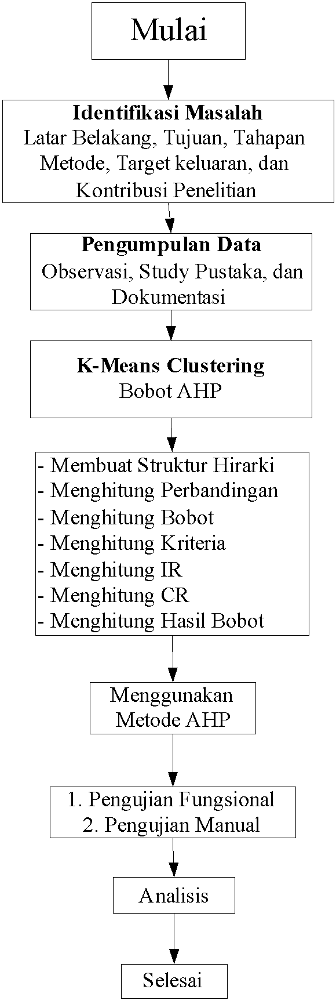 Mulai
Identifikasi Masalah
Latar Belakang, Tujuan, Tahapan
Metode, Target keluaran, dan
Kontribusi Penelitian
Pengumpulan Data
Observasi, Study Pustaka, dan
Dokumentasi
K-Means Clustering
Bobot AHP
- Membuat Struktur Hirarki
- Menghitung Perbandingan
- Menghitung Bobot
- Menghitung Kriteria
- Menghitung IR
- Menghitung CR
- Menghitung Hasil Bobot
Menggunakan
Metode AHP
1. Pengujian Fungsional
2. Pengujian Manual
Analisis
Selesai